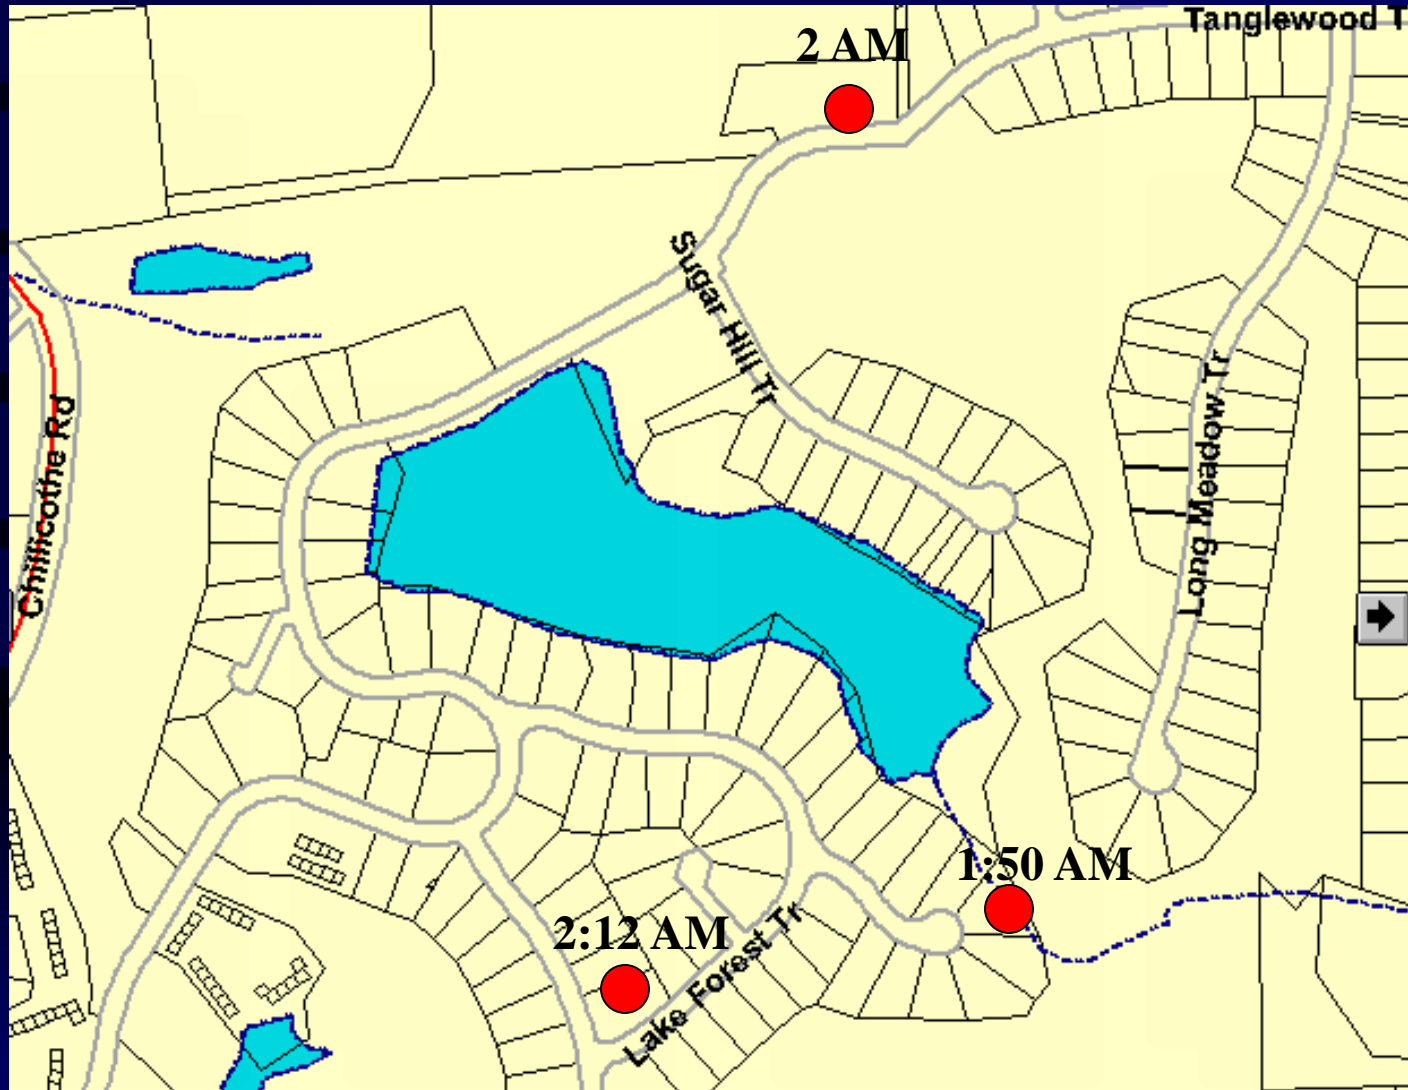 Tanglewood T
2 AM
Sugar Hill Tr
Long Meadow Tr
Chillicothe Rd
1:50 AM
2:12 AM
Lake Forest Tr